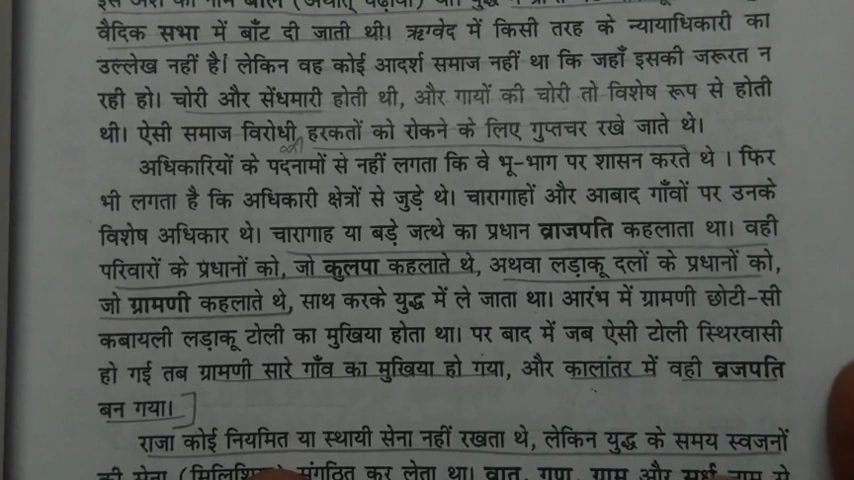 इस अंश का नाम बलि (अर्थात् चढ़ावा) था। युद्ध में
वैदिक सभा में बाँट दी जाती थी। ऋग्वेद में किसी तरह के न्यायाधिकारी का
उल्लेख नहीं है। लेकिन वह कोई आदर्श समाज नहीं था कि जहाँ इसकी जरूरत न
रही हो। चोरी और सेंधमारी होती थी, और गायों की चोरी तो विशेष रूप से होती
थी। ऐसी समाज विरोधी हरकतों को रोकने के लिए गुप्तचर रखे जाते थे।
अधिकारियों के पदनामों से नहीं लगता कि वे भू-भाग पर शासन करते थे । फिर
भी लगता है कि अधिकारी क्षेत्रों से जुड़े थे। चारागाहों और आबाद गाँवों पर उनके
विशेष अधिकार थे। चारागाह या बड़े जत्थे का प्रधान व्राजपति कहलाता था। वही
परिवारों के प्रधानों को, जो कुलपा कहलाते थे, अथवा लड़ाकू दलों के प्रधानों को,
जो ग्रामणी कहलाते थे, साथ करके युद्ध में ले जाता था। आरंभ में ग्रामणी छोटी-सी
कबायली लड़ाकू टोली का मुखिया होता था। पर बाद में जब ऐसी टोली स्थिरवासी
हो गई तब ग्रामणी सारे गाँव का मुखिया हो गया, और कालांतर में वही व्रजपति
बन गया।
राजा कोई नियमित या स्थायी सेना नहीं रखता थे, लेकिन युद्ध के समय स्वजनों
की सेना संगठित कर लेता था। व्रात, गण, ग्राम और सर्ध नाम से